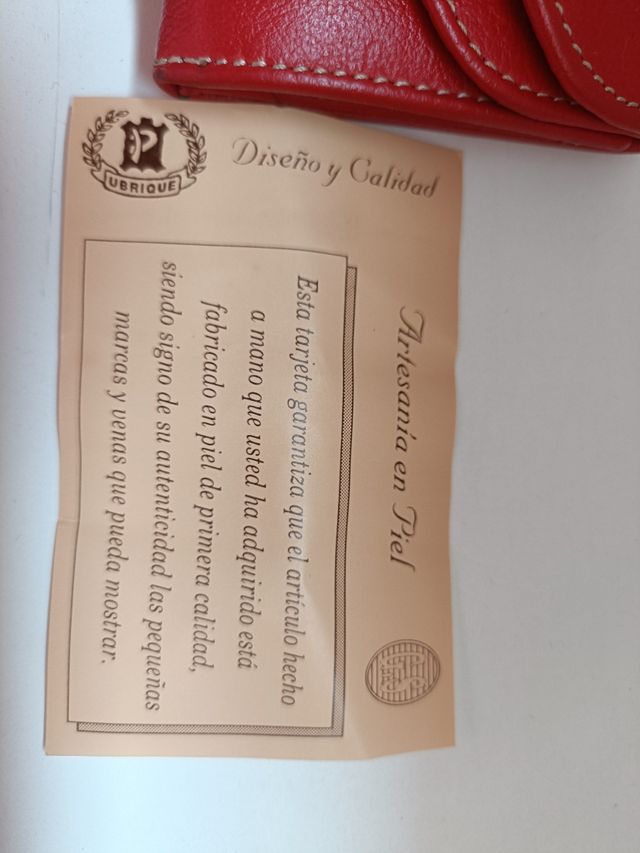 Diseño y Calidad
UBRIQUE
Artesanía en Piel
Esta tarjeta garantiza que el artículo hecho
a mano que usted ha adquirido está
fabricado en piel de primera calidad,
siendo signo de su autenticidad las pequeñas
marcas y venas que pueda mostrar.